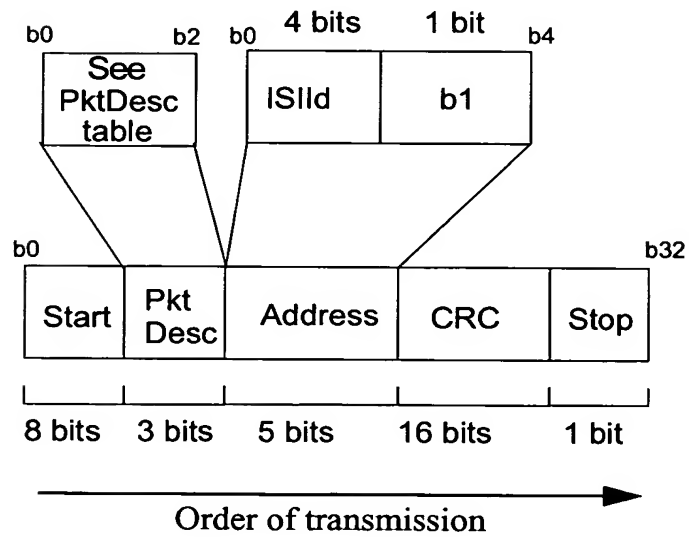 4 bits 1 bit
b0 b2 b0 b4
See
PktDesc
table
ISIId b1
b0 b32
Start Pkt
Desc Address CRC Stop
8 bits 3 bits 5 bits 16 bits 1 bit
Order of transmission